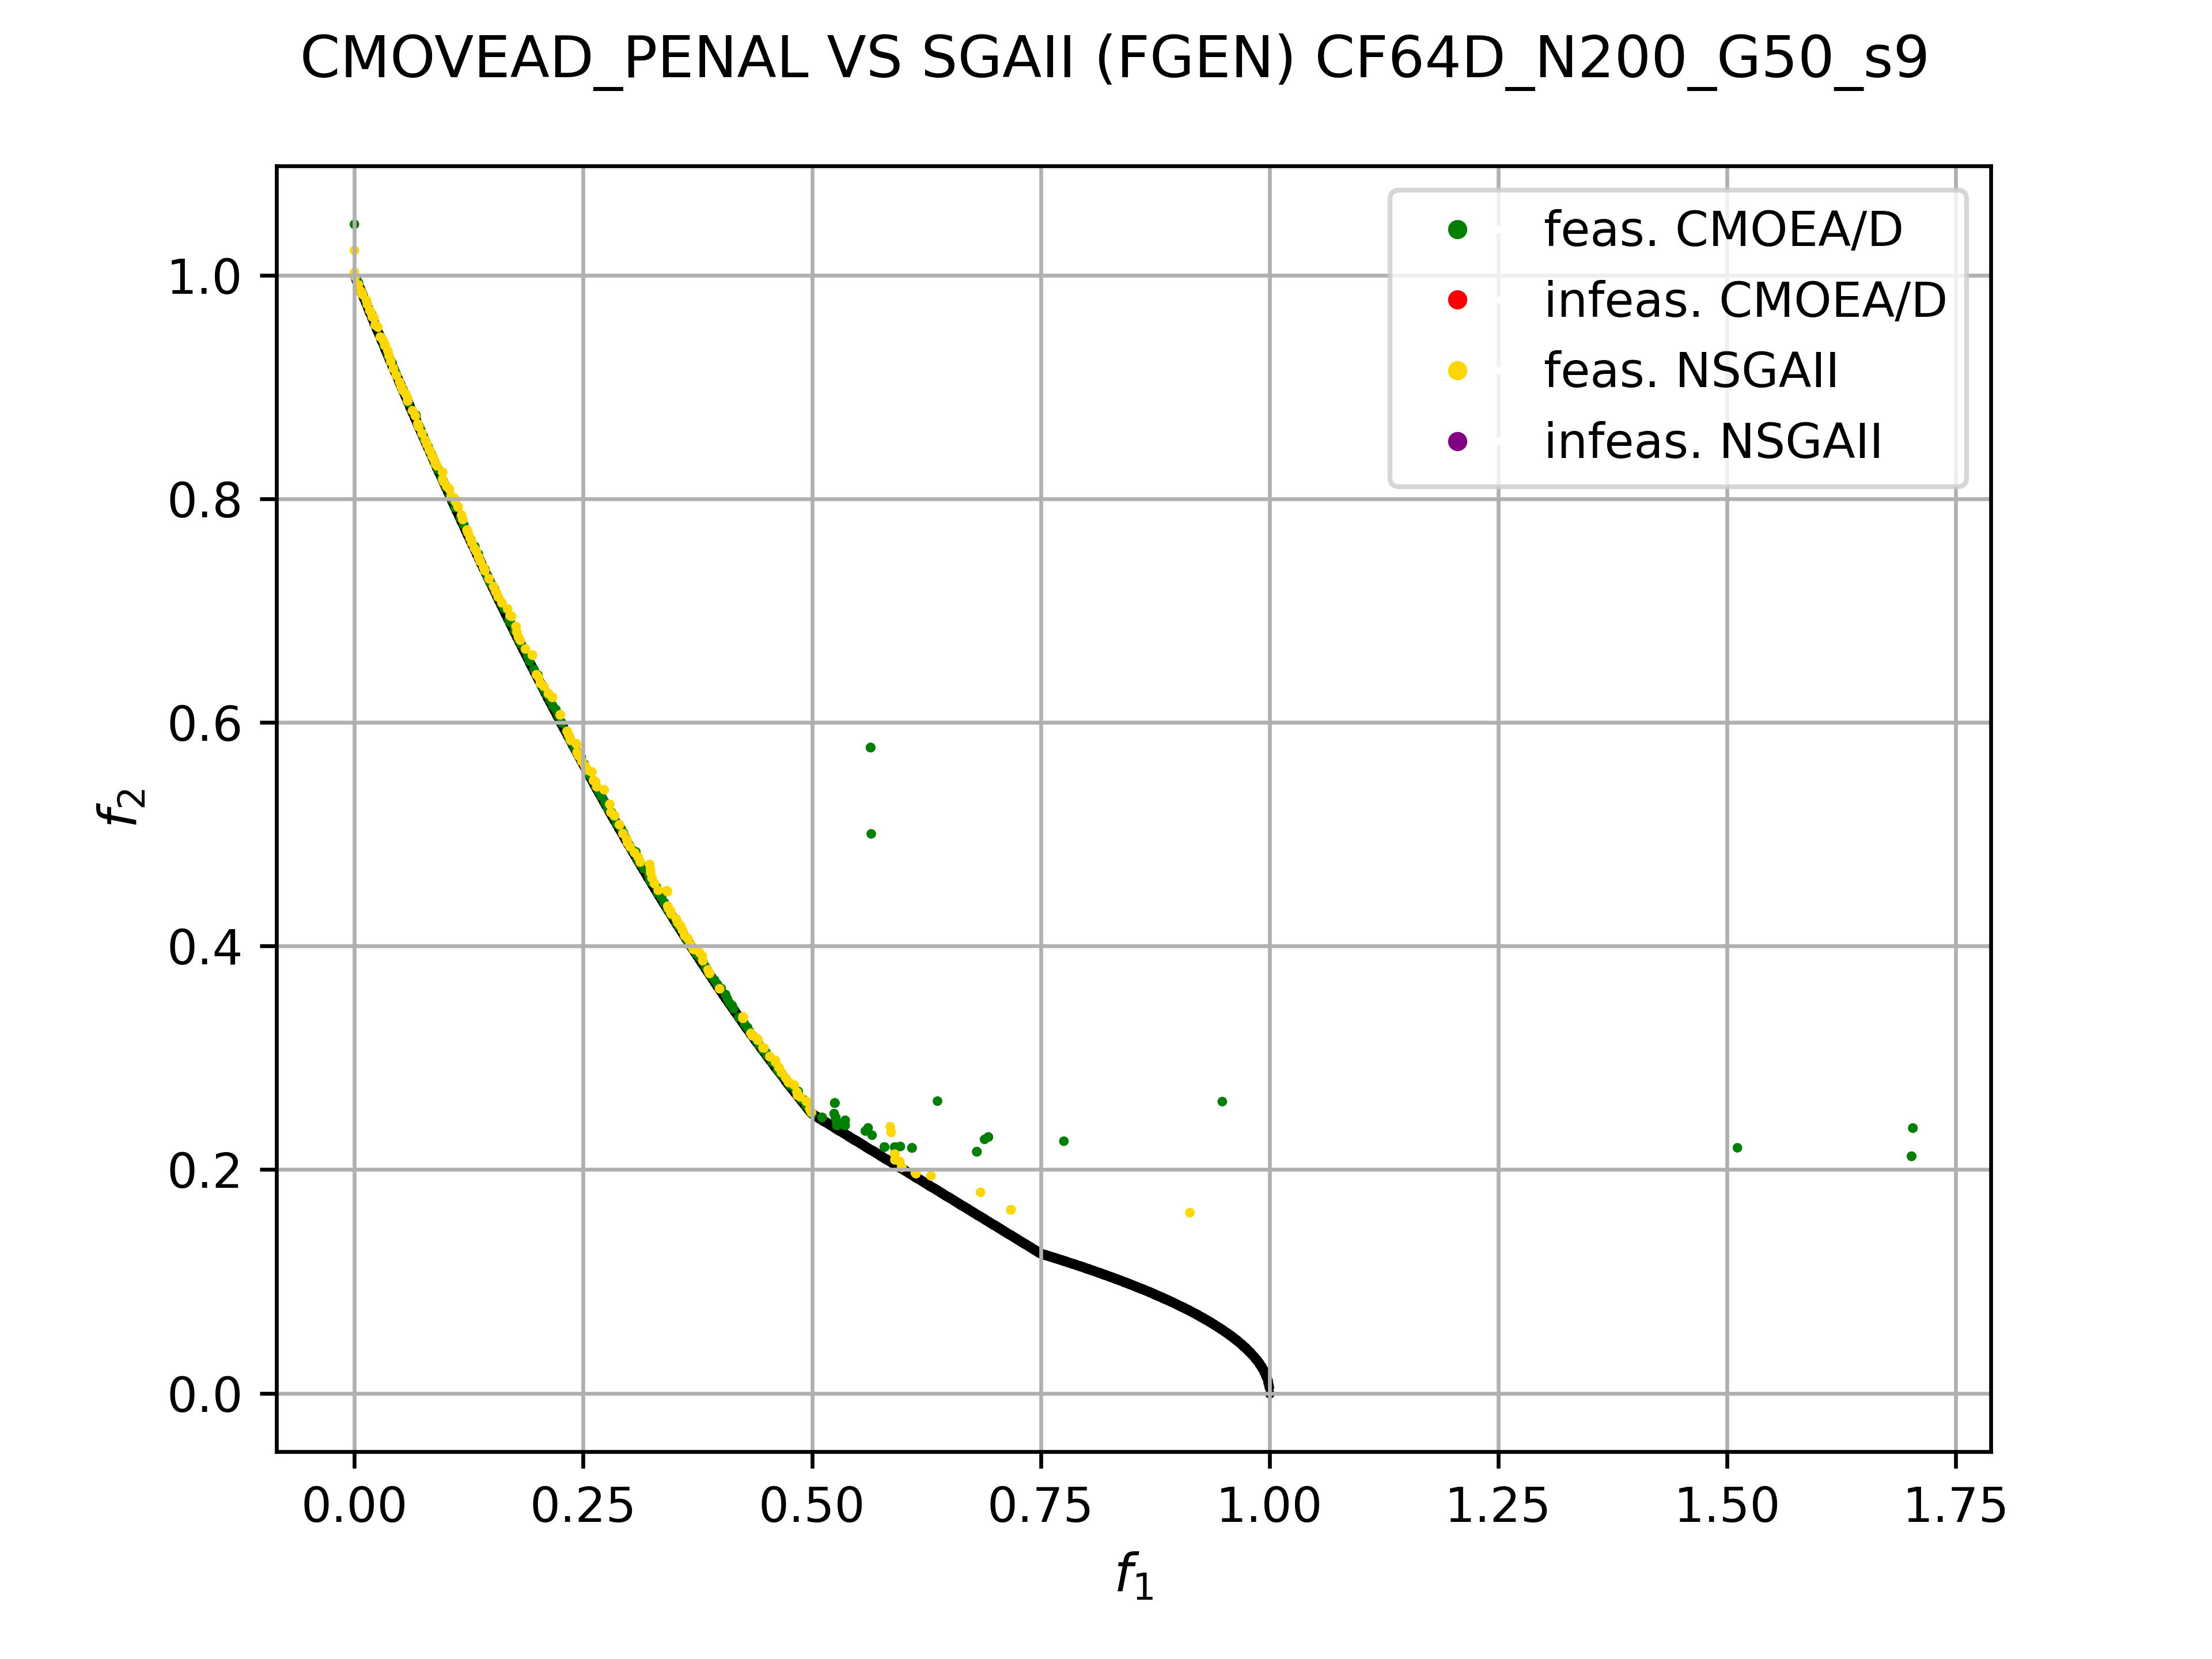 CMOVEAD_PENAL VS SGAII (FGEN) CF64D_N200_G50_s9
feas. CMOEA/D
infeas. CMOEA/D
feas. NSGAII
infeas. NSGAII
1.0
0.8
0.6
0.4
0.2
0.0
f2
0.00 0.25 0.50 0.75 1.00 1.25 1.50 1.75
f1